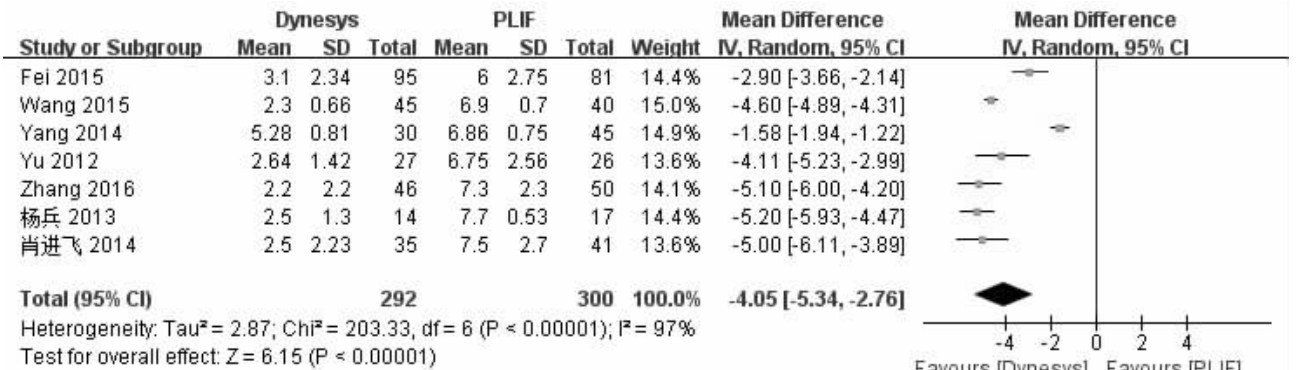 Dynesys PLIF Mean Difference Mean Difference
Study or Subgroup Mean SD Total Mean SD Total Weight IV, Random, 95% CI IV, Random, 95% CI
Fei 2015 3.1 2.34 95 6 2.75 81 14.4% -2.90 [-3.66, -2.14]
Wang 2015 2.3 0.66 45 6.9 0.7 40 15.0% -4.60 [-4.89, -4.31]
Yang 2014 5.28 0.81 30 6.86 0.75 45 14.9% -1.58 [-1.94, -1.22]
Yu 2012 2.64 1.42 27 6.75 2.56 26 13.6% -4.11 [-5.23, -2.99]
Zhang 2016 2.2 2.2 46 7.3 2.3 50 14.1% -5.10 [-6.00, -4.20]
杨兵 2013 2.5 1.3 14 7.7 0.53 17 14.4% -5.20 [-5.93, -4.47]
肖进飞 2014 2.5 2.23 35 7.5 2.7 41 13.6% -5.00 [-6.11, -3.89]
Total (95% CI) 292 300 100.0% -4.05 [-5.34, -2.76]
Heterogeneity: Tau² = 2.87; Chi² = 203.33, df = 6 (P < 0.00001); I² = 97%
Test for overall effect: Z = 6.15 (P < 0.00001)
-4 -2 0 2 4
Favours [Dynesys] Favours [PLIF]